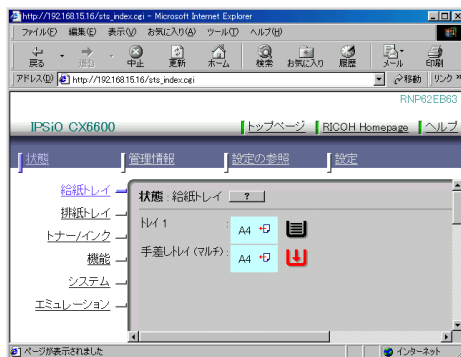 http://192.168.15.16/sts_index.cgi - Microsoft Internet Explorer
ファイル(F) 編集(E) 表示(V) お気に入り(A) ツール(T) ヘルプ(H)
戻る 進む 中止 更新 ホーム 検索 お気に入り 履歴 メール 印刷
アドレス(D) http://192.168.15.16/sts_index.cgi 移動 リンク »
RNP62EB63
IPSiO CX6600 トップページ RICOH Homepage ヘルプ
状態 管理情報 設定の参照 設定
給紙トレイ
排紙トレイ
トナー/インク
機能
システム
エミュレーション
状態 : 給紙トレイ ?
トレイ 1 : A4
手差しトレイ (マルチ) : A4
ページが表示されました インターネット